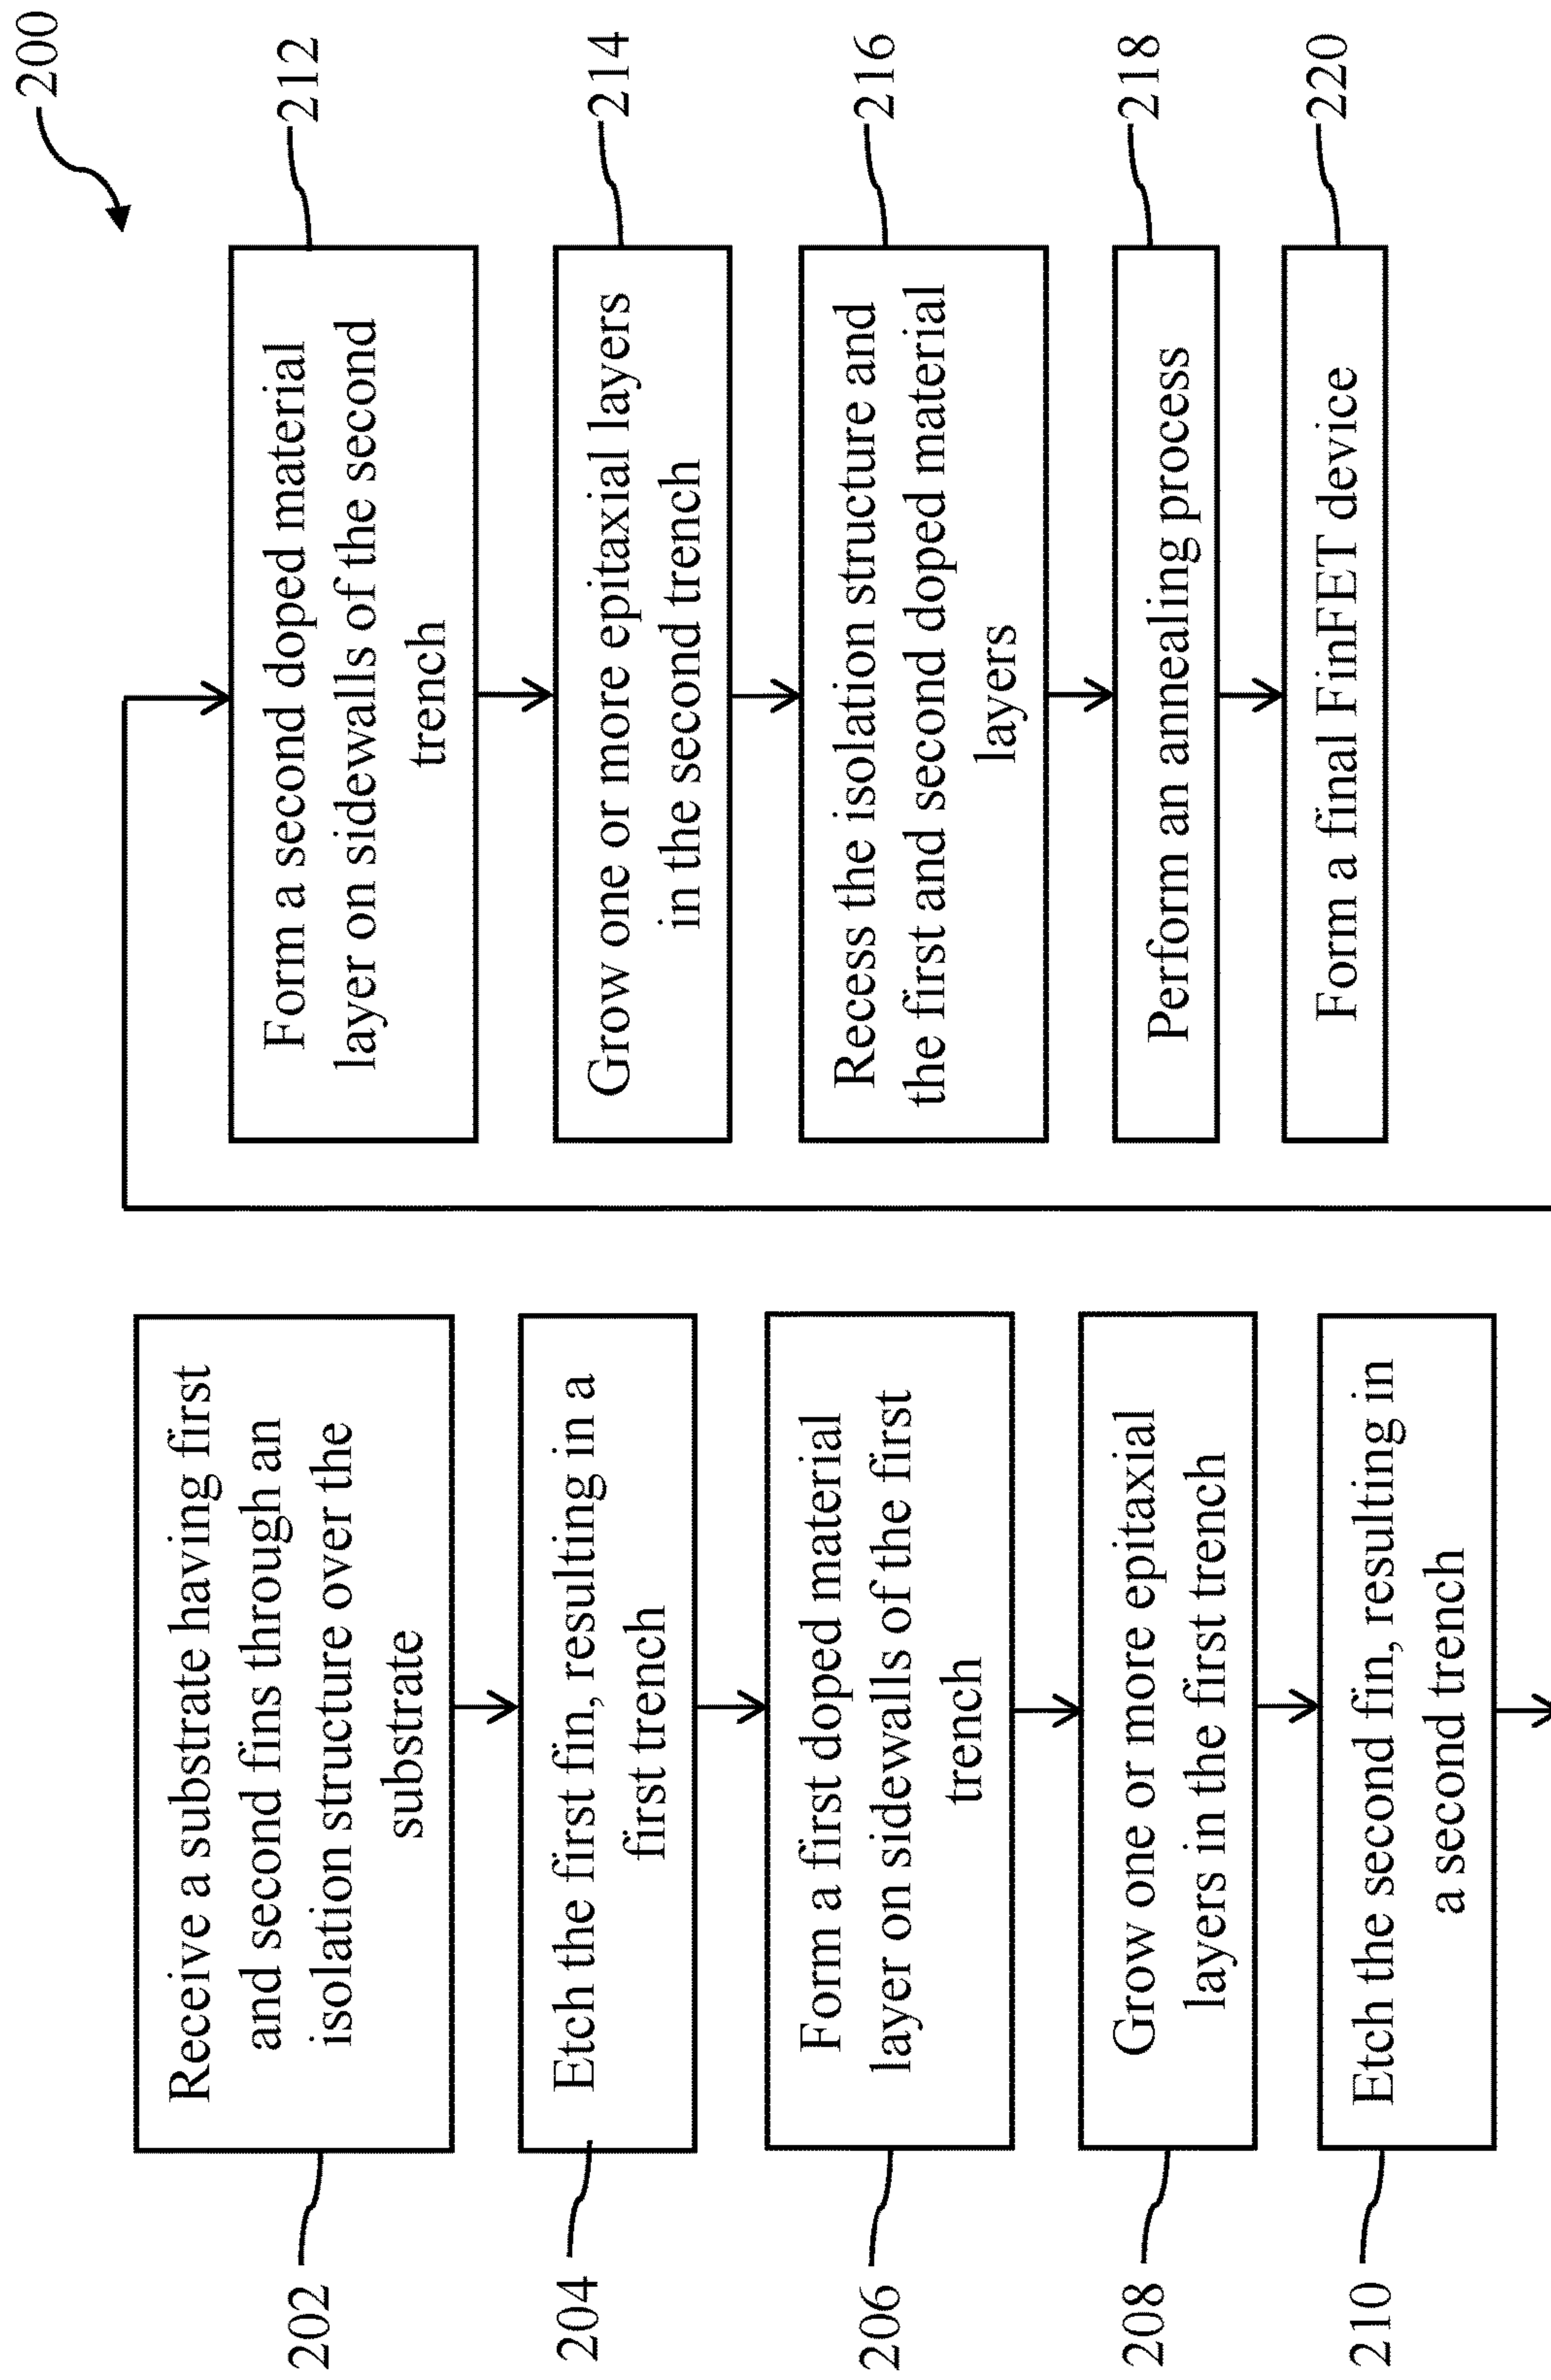 200
202
Receive a substrate having first
and second fins through an
isolation structure over the
substrate
204
Etch the first fin, resulting in a
first trench
206
Form a first doped material
layer on sidewalls of the first
trench
208
Grow one or more epitaxial
layers in the first trench
210
Etch the second fin, resulting in
a second trench
212
Form a second doped material
layer on sidewalls of the second
trench
214
Grow one or more epitaxial layers
in the second trench
216
Recess the isolation structure and
the first and second doped material
layers
218
Perform an annealing process
220
Form a final FinFET device